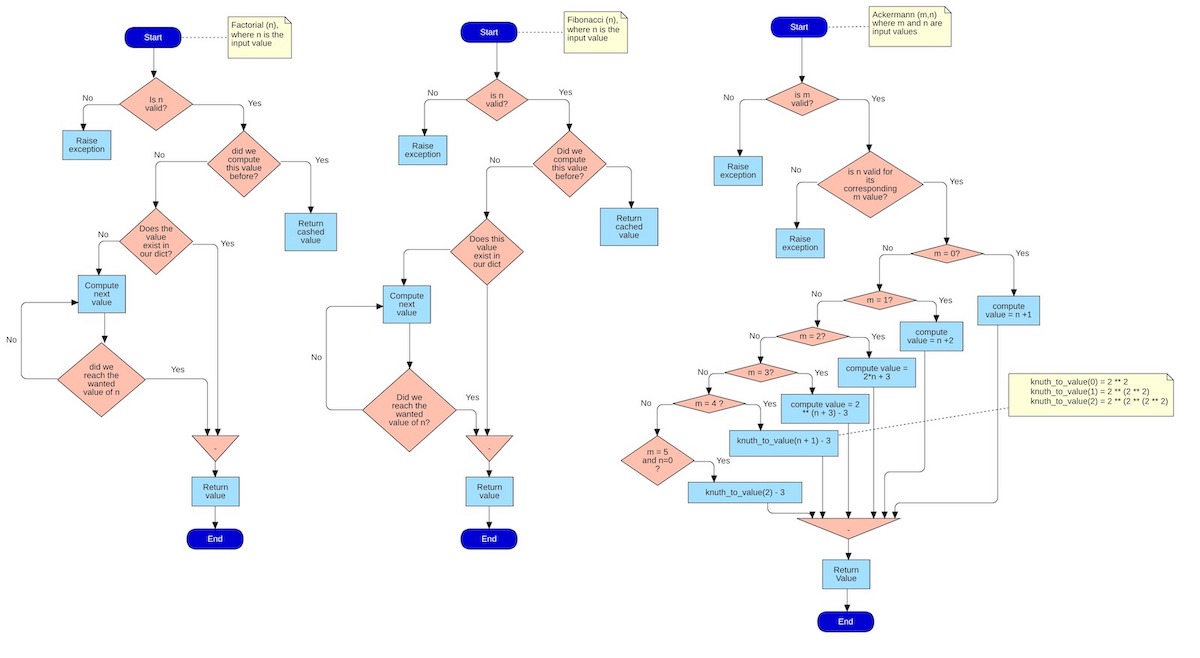 Start
Factorial (n),
where n is the
input value
Is n
valid?
No
Yes
Raise
exception
did we
compute
this value
before?
No
Yes
Return
cached
value
Does the
value
exist in
our dict?
No
Yes
Compute
next
value
did we
reach the
wanted
value of n
No
Yes
-
Return
value
End
Start
Fibonacci (n),
where n is the
input value
is n
valid?
No
Yes
Raise
exception
Did we
compute
this value
before?
No
Yes
Return
cached
value
Does this
value
exist in
our dict
Compute
next
value
Did we
reach the
wanted
value of n?
No
Yes
-
Return
value
End
Start
Ackermann (m,n)
where m and n are
input values
is m
valid?
No
Yes
Raise
exception
is n valid for
its
corresponding
m value?
No
Yes
Raise
exception
m = 0?
No
Yes
compute
value = n +1
m = 1?
No
Yes
compute
value = n +2
m = 2?
No
Yes
compute value =
2*n + 3
m = 3?
No
Yes
compute value = 2
** (n + 3) - 3
m = 4 ?
No
Yes
knuth_to_value(n + 1) - 3
knuth_to_value(0) = 2 ** 2
knuth_to_value(1) = 2 ** (2 ** 2)
knuth_to_value(2) = 2 ** (2 ** (2 ** 2)
m = 5
and n=0
?
Yes
knuth_to_value(2) - 3
-
Return
Value
End